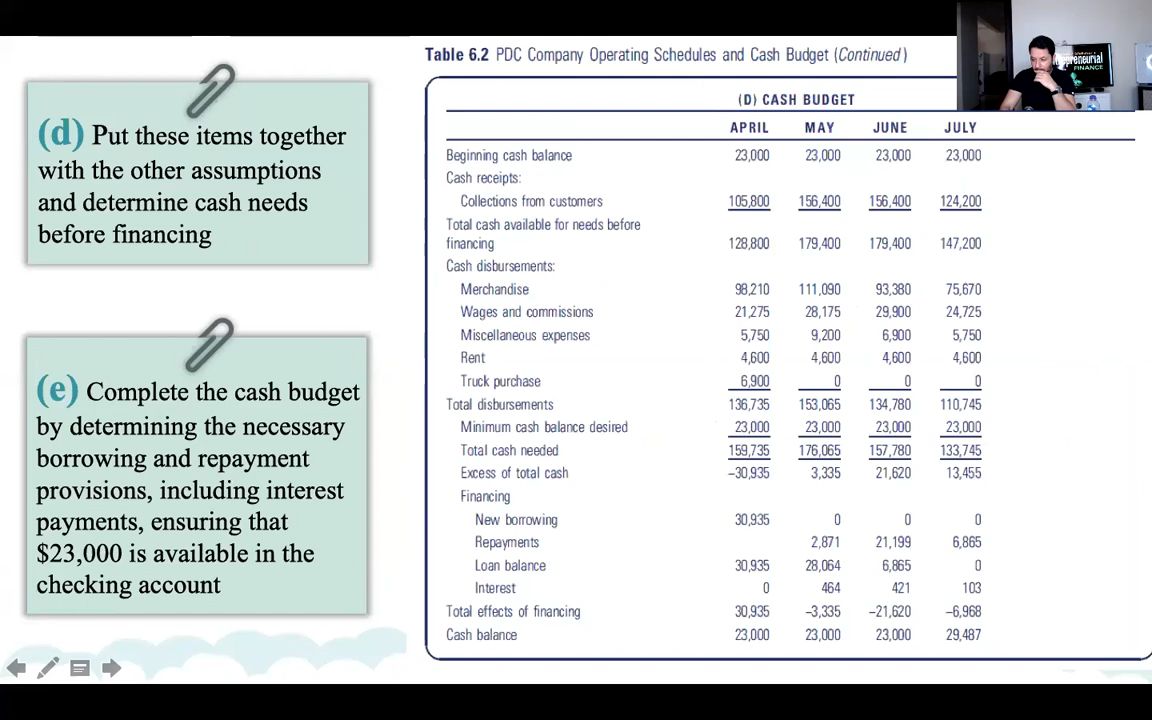 (d) Put these items together
with the other assumptions
and determine cash needs
before financing
(e) Complete the cash budget
by determining the necessary
borrowing and repayment
provisions, including interest
payments, ensuring that
$23,000 is available in the
checking account
Table 6.2 PDC Company Operating Schedules and Cash Budget (Continued)
(D) CASH BUDGET
APRIL MAY JUNE JULY
Beginning cash balance 23,000 23,000 23,000 23,000
Cash receipts:
Collections from customers 105,800 156,400 156,400 124,200
Total cash available for needs before
financing 128,800 179,400 179,400 147,200
Cash disbursements:
Merchandise 98,210 111,090 93,380 75,670
Wages and commissions 21,275 28,175 29,900 24,725
Miscellaneous expenses 5,750 9,200 6,900 5,750
Rent 4,600 4,600 4,600 4,600
Truck purchase 6,900 0 0 0
Total disbursements 136,735 153,065 134,780 110,745
Minimum cash balance desired 23,000 23,000 23,000 23,000
Total cash needed 159,735 176,065 157,780 133,745
Excess of total cash –30,935 3,335 21,620 13,455
Financing
New borrowing 30,935 0 0 0
Repayments 2,871 21,199 6,865
Loan balance 30,935 28,064 6,865 0
Interest 0 464 421 103
Total effects of financing 30,935 –3,335 –21,620 –6,968
Cash balance 23,000 23,000 23,000 29,487
FINANCE